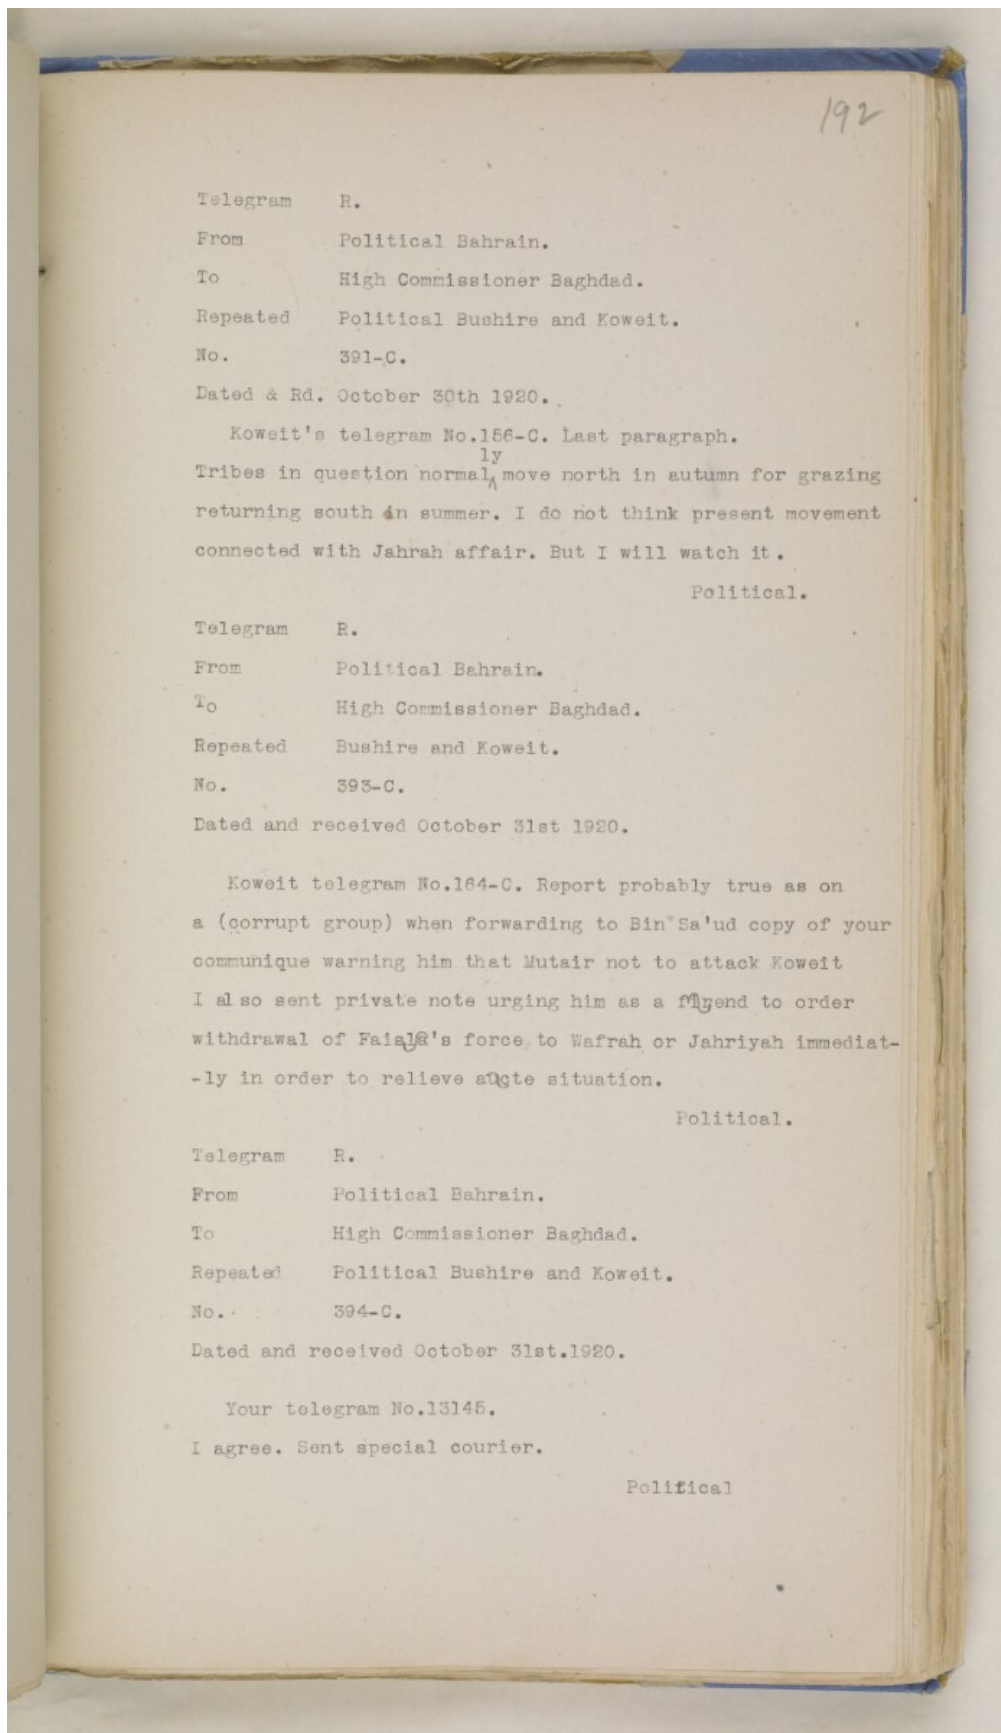 192
Telegram R.
From Political Bahrain.
To High Commissioner Baghdad.
Repeated Political Bushire and Koweit.
No. 391-C.
Dated & Rd. October 30th 1920.
Koweit's telegram No.156-C. Last paragraph.
Tribes in question normally move north in autumn for grazing
returning south in summer. I do not think present movement
connected with Jahrah affair. But I will watch it.
Political.
Telegram R.
From Political Bahrain.
To High Commissioner Baghdad.
Repeated Bushire and Koweit.
No. 393-C.
Dated and received October 31st 1920.
Koweit telegram No.164-C. Report probably true as on
a (corrupt group) when forwarding to Bin Sa'ud copy of your
communique warning him that Mutair not to attack Koweit
I also sent private note urging him as a friend to order
withdrawal of Faisal's force to Wafrah or Jahriyah immediat-
-ly in order to relieve acute situation.
Political.
Telegram R.
From Political Bahrain.
To High Commissioner Baghdad.
Repeated Political Bushire and Koweit.
No. 394-C.
Dated and received October 31st.1920.
Your telegram No.13145.
I agree. Sent special courier.
Political